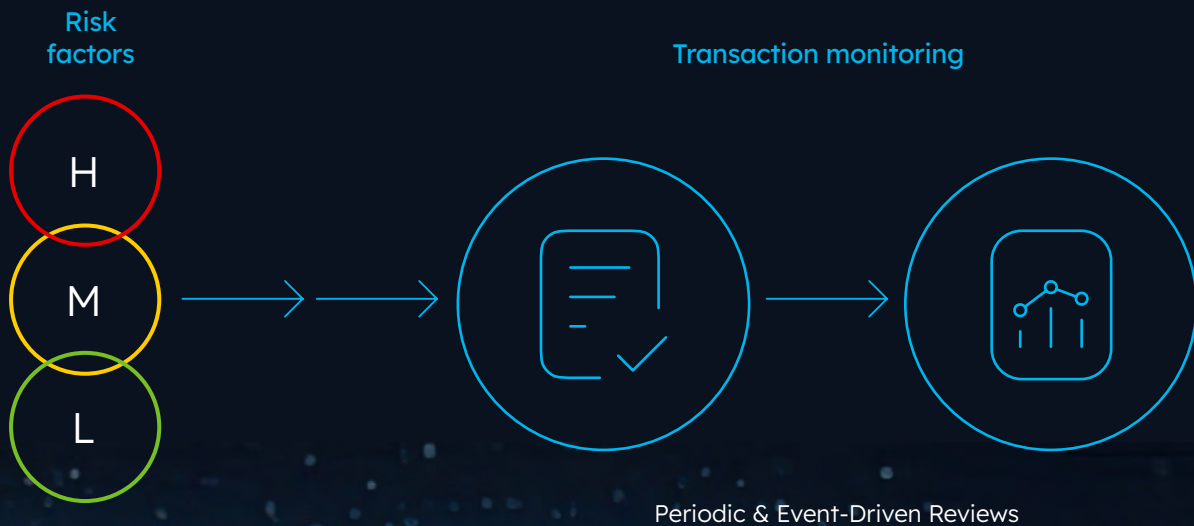 Risk
factors
Transaction monitoring
H
M
L
Periodic & Event-Driven Reviews